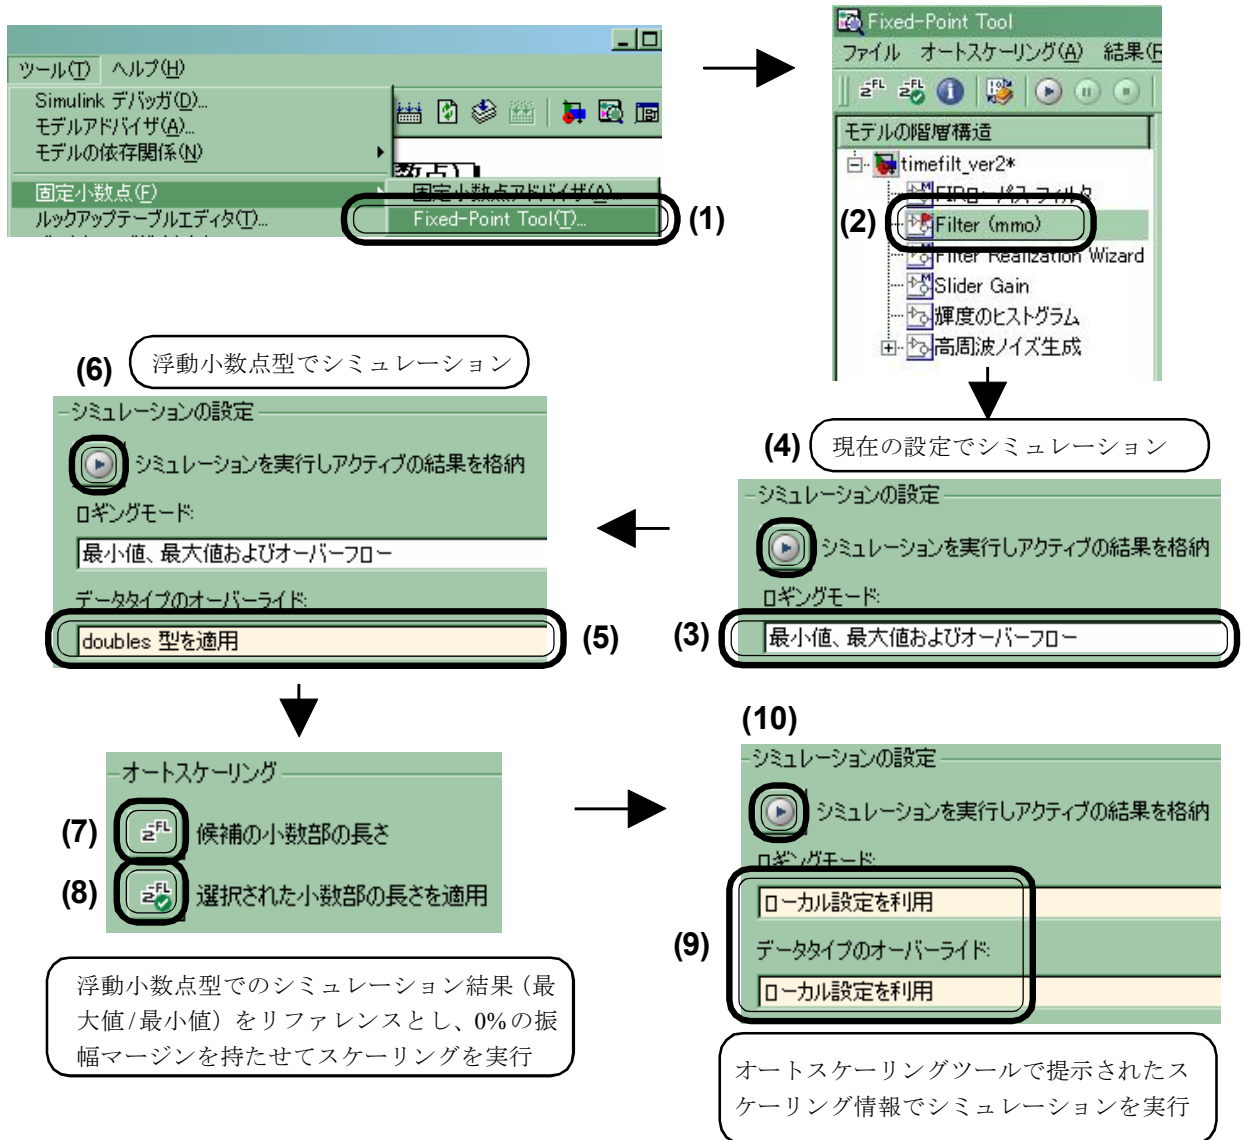 ツール(T) ヘルプ(H)
Simulink デバッガ(D)...
モデルアドバイザ(A)...
モデルの依存関係(N)
固定小数点(F)
ルックアップテーブルエディタ(T)...
数点)
固定小数点アドバイザ(A)...
Fixed-Point Tool(T)...
(1)
Fixed-Point Tool
ファイル オートスケーリング(A) 結果(R
モデルの階層構造
timefilt_ver2*
FIRローパス フィルタ
(2)
Filter (mmo)
Filter Realization Wizard
Slider Gain
輝度のヒストグラム
高周波ノイズ生成
(4)
現在の設定でシミュレーション
シミュレーションの設定
シミュレーションを実行しアクティブの結果を格納
ロギングモード:
(3)
最小値、最大値およびオーバーフロー
(6)
浮動小数点型でシミュレーション
シミュレーションの設定
シミュレーションを実行しアクティブの結果を格納
ロギングモード:
最小値、最大値およびオーバーフロー
データタイプのオーバーライド:
doubles 型を適用
(5)
オートスケーリング
(7)
候補の小数部の長さ
(8)
選択された小数部の長さを適用
浮動小数点型でのシミュレーション結果(最
大値/最小値)をリファレンスとし、0%の振
幅マージンを持たせてスケーリングを実行
(10)
シミュレーションの設定
シミュレーションを実行しアクティブの結果を格納
ロギングモード:
ローカル設定を利用
(9)
データタイプのオーバーライド:
ローカル設定を利用
オートスケーリングツールで提示されたス
ケーリング情報でシミュレーションを実行